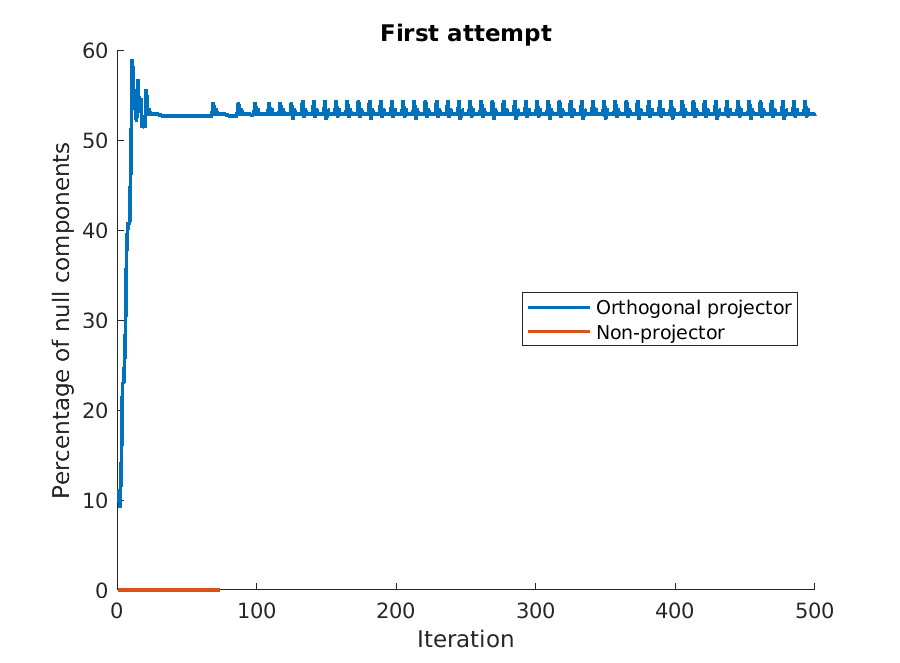 First attempt
60
50
40
30
20
10
0
Percentage of null components
Orthogonal projector
Non-projector
0 100 200 300 400 500
Iteration